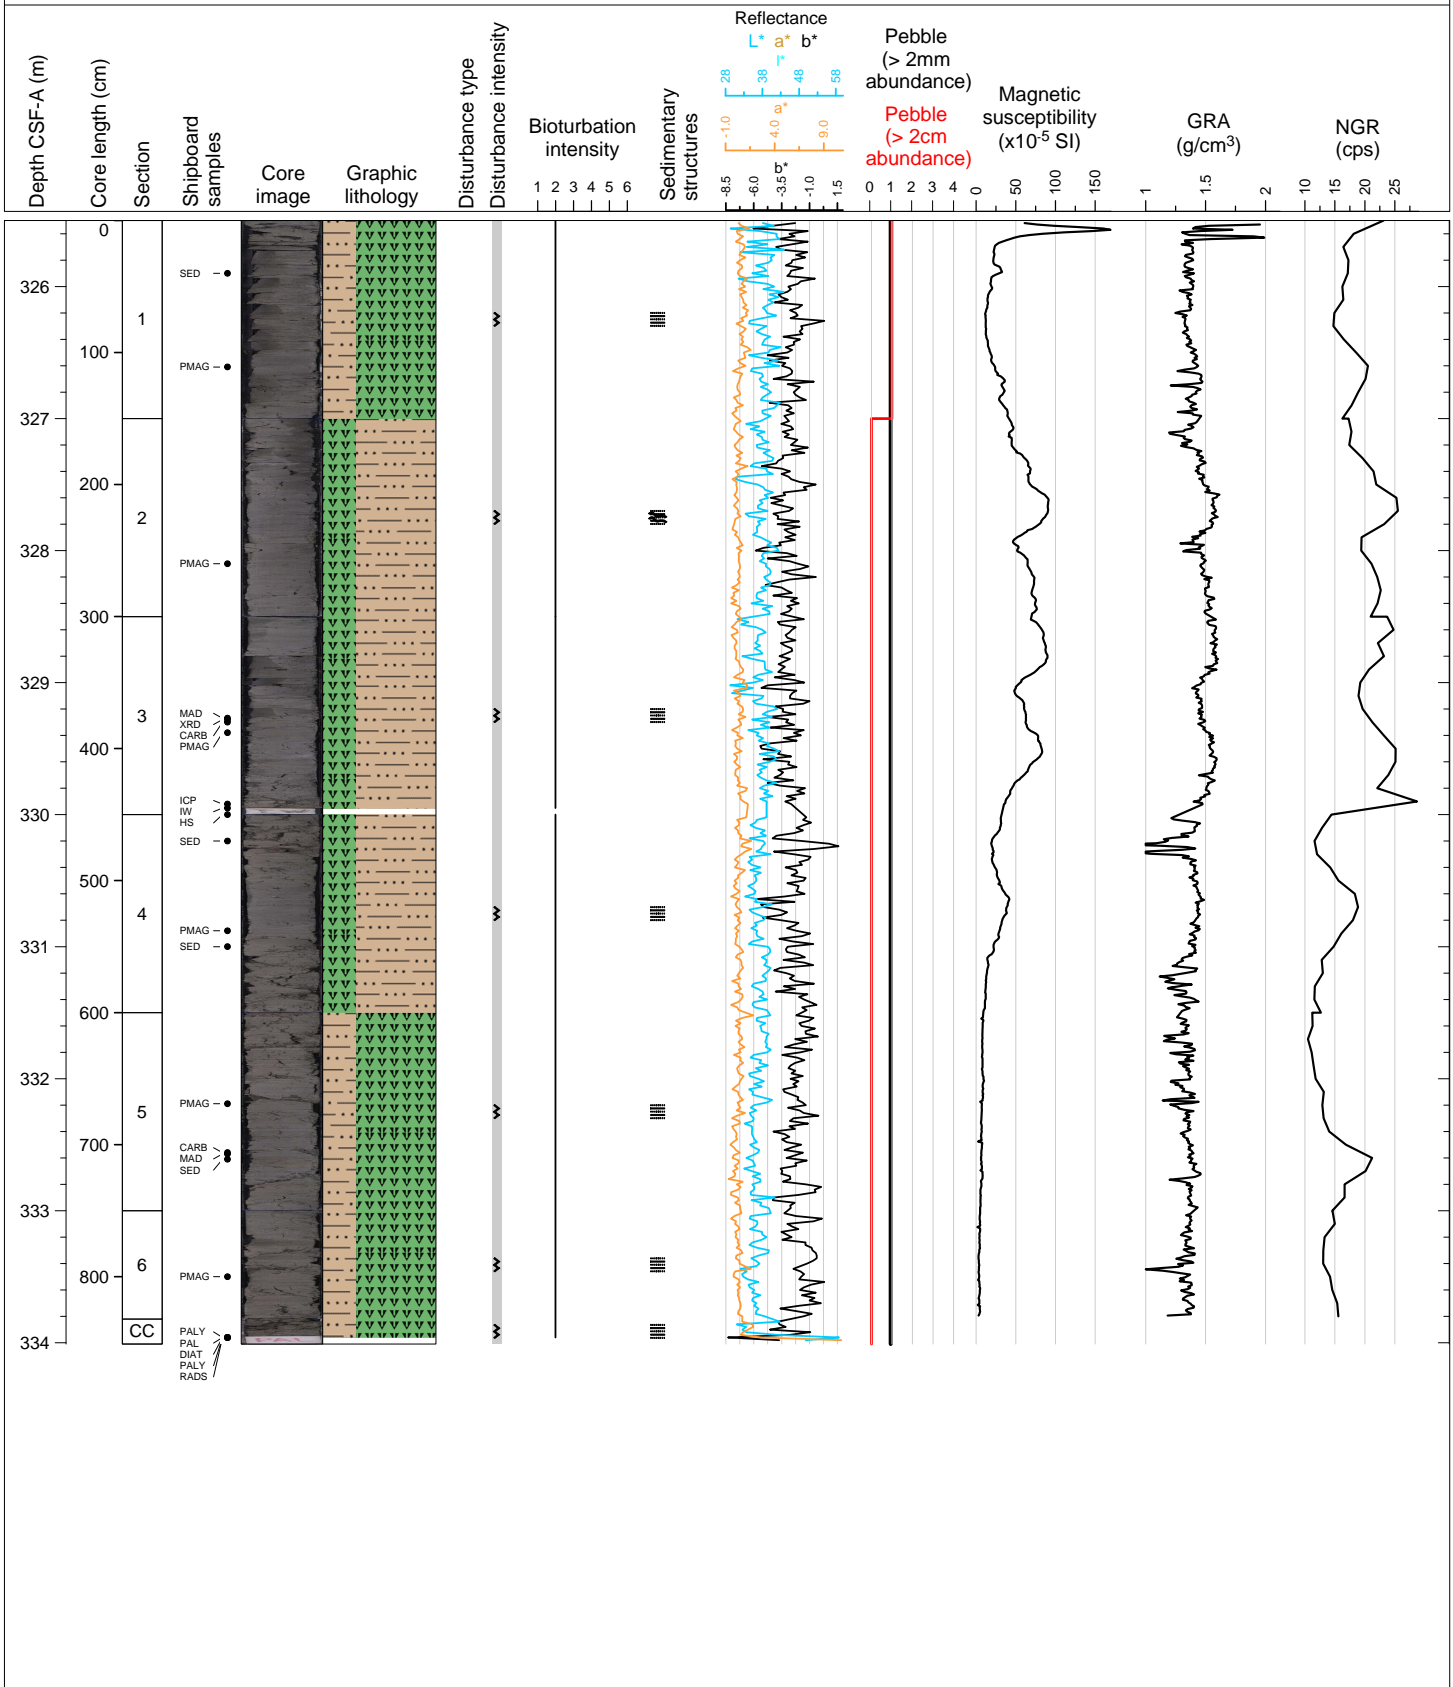 Depth CSF-A (m)
Core length (cm)
Section
Shipboard
samples
Core
image
Graphic
lithology
Disturbance type
Disturbance intensity
Bioturbation
intensity
1 2 3 4 5 6
Sedimentary
structures
Reflectance
L* a* b*
l*
28 38 48 58
a*
-1.0 4.0 9.0
b*
-8.5 -6.0 -3.5 -1.0 1.5
Pebble
(> 2mm
abundance)
Pebble
(> 2cm
abundance)
0 1 2 3 4
Magnetic
susceptibility
(x10-5 SI)
0 50 100 150
GRA
(g/cm3)
1 1.5 2
NGR
(cps)
10 15 20 25
0
SED
326
1
100
PMAG
327
200
2
328
PMAG
300
329
3
MAD
XRD
CARB
PMAG
400
ICP
IW
HS
330
SED
500
4
PMAG
SED
331
600
332
PMAG
5
700
CARB
MAD
SED
333
6
PMAG
800
CC
PALY
334
PAL
DIAT
PALY
RADS